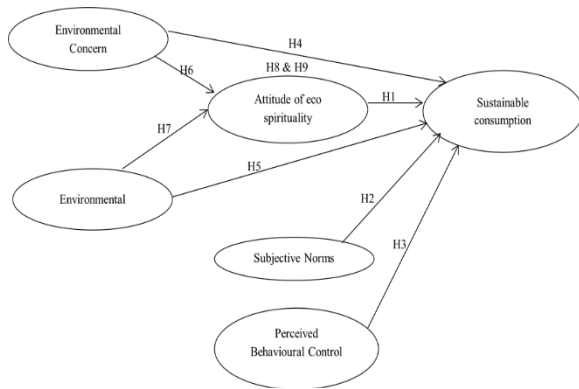 Environmental
Concern
H4
H6
H8 & H9
Attitude of eco
spirituality
H1
Sustainable
consumption
H7
Environmental
H5
H2
Subjective Norms
H3
Perceived
Behavioural Control